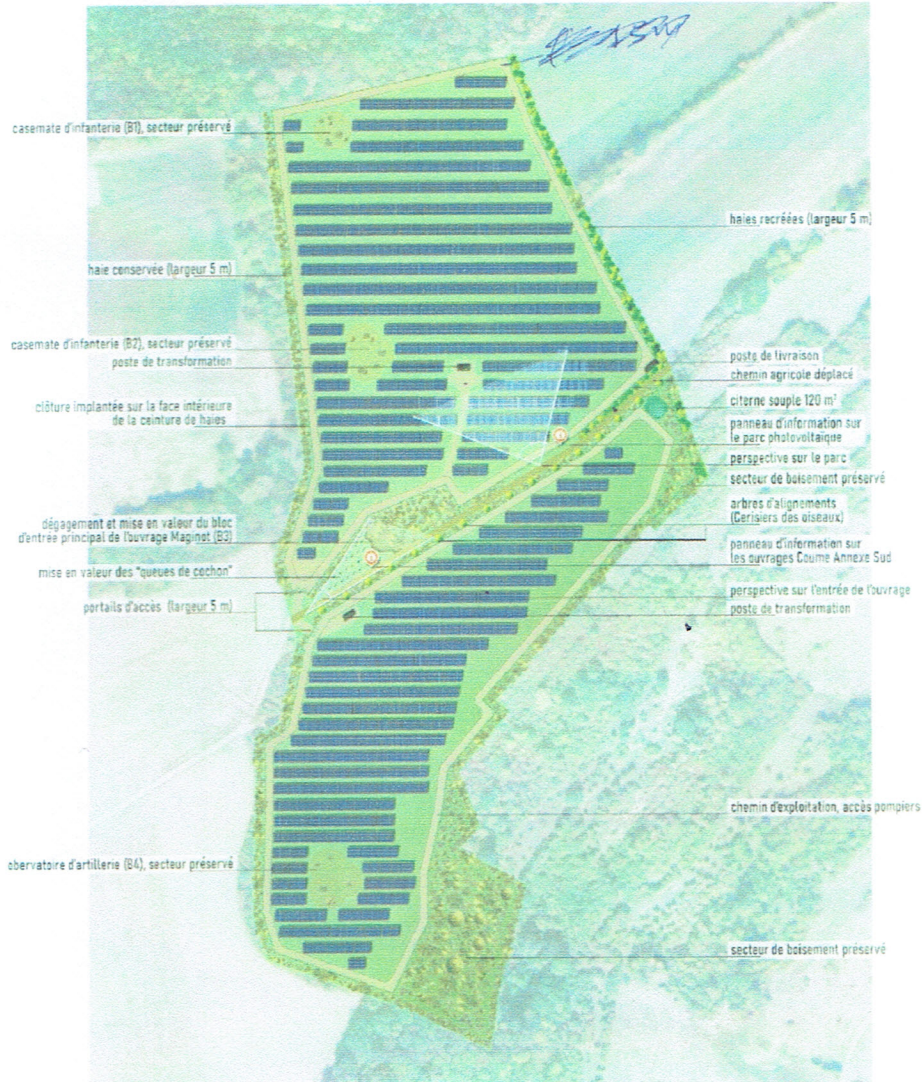 casemate d'infanterie (B1), secteur préservé
haies recréées (largeur 5 m)
haie conservée (largeur 5 m)
casemate d'infanterie (B2), secteur préservé
poste de transformation
clôture implantée sur la face intérieure
de la ceinture de haies
dégagement et mise en valeur du bloc
d'entrée principal de l'ouvrage Maginot (B3)
mise en valeur des "queues de cochon"
portails d'accès (largeur 5 m)
obervatoire d'artillerie (B4), secteur préservé
poste de livraison
chemin agricole déplacé
citerne souple 120 m³
panneau d'information sur
le parc photovoltaïque
perspective sur le parc
secteur de boisement préservé
arbres d'alignements
(Cerisiers des oiseaux)
panneau d'information sur
les ouvrages Coume Annexe Sud
perspective sur l'entrée de l'ouvrage
poste de transformation
chemin d'exploitation, accès pompiers
secteur de boisement préservé